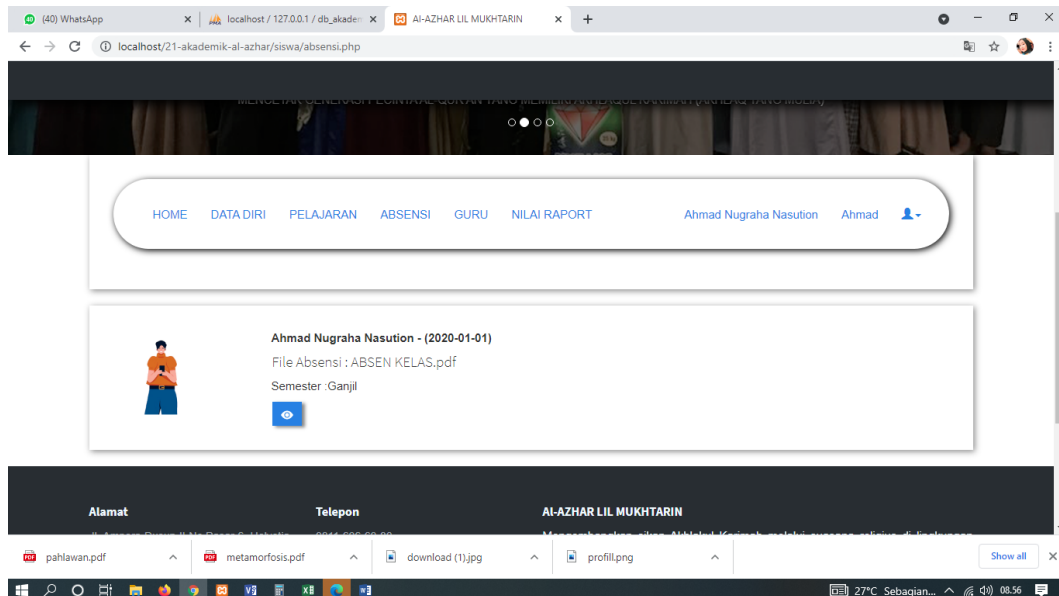 (40) WhatsApp
localhost / 127.0.0.1 / db_akadem
Al-AZHAR LIL MUKHTARIN
localhost/21-akademik-al-azhar/siswa/absensi.php
HOME DATA DIRI PELAJARAN ABSENSI GURU NILAI RAPORT Ahmad Nugraha Nasution Ahmad
Ahmad Nugraha Nasution - (2020-01-01)
File Absensi : ABSEN KELAS.pdf
Semester :Ganjil
Alamat Telepon Al-AZHAR LIL MUKHTARIN
pahlawan.pdf metamorfosis.pdf download (1).jpg profill.png Show all
27°C Sebagian... 08.56